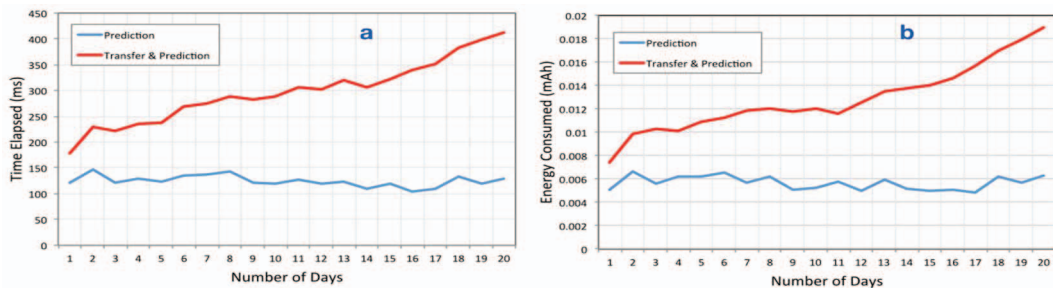 a
Prediction
Transfer & Prediction
Time Elapsed (ms)
450
400
350
300
250
200
150
100
50
0
1 2 3 4 5 6 7 8 9 10 11 12 13 14 15 16 17 18 19 20
Number of Days
b
Prediction
Transfer & Prediction
Energy Consumed (mAh)
0.02
0.018
0.016
0.014
0.012
0.01
0.008
0.006
0.004
0.002
0
1 2 3 4 5 6 7 8 9 10 11 12 13 14 15 16 17 18 19 20
Number of Days